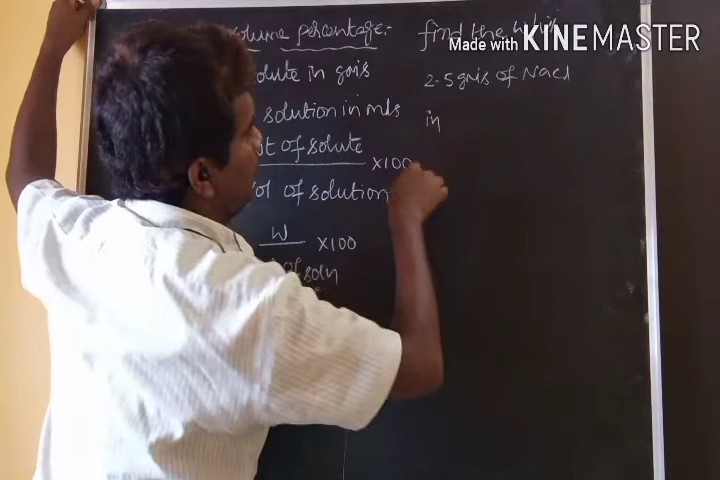 olume percentage:-
olute in gms
solution in mls
t of solute
X100
ol of solution
W
X100
of soln
find the
2.5 gms of Nacl
in
Made with KINEMASTER